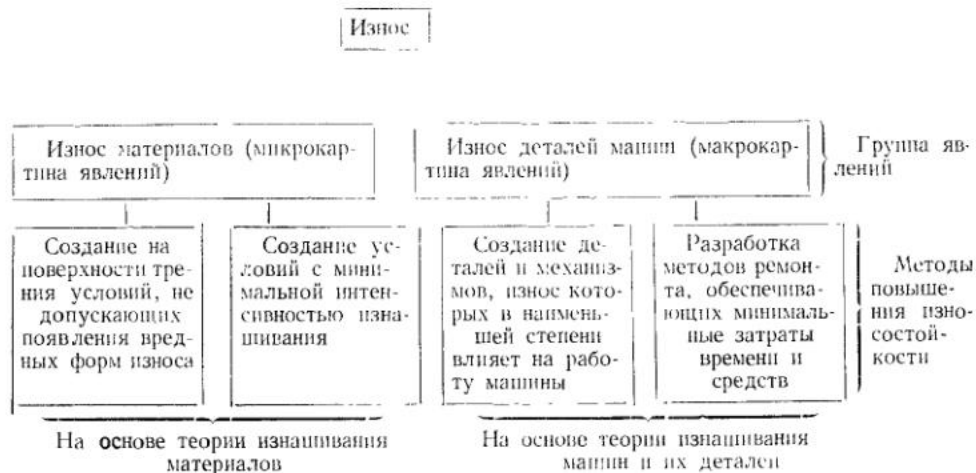 Износ
Износ материалов (микрокар-
тина явлений)
Износ деталей машин (макрокар-
тина явлений)
Группа яв-
лений
Создание на
поверхности тре-
ния условий, не
допускающих
появления вред-
ных форм износа
Создание ус-
ловий с мини-
мальной интен-
сивностью изна-
шивания
Создание де-
талей и механиз-
мов, износ кото-
рых в наимень-
шей степени
влияет на рабо-
ту машины
Разработка
методов ремон-
та, обеспечива-
ющих минималь-
ные затраты
времени и
средств
Методы
повыше-
ния изно-
состой-
кости
На основе теории изнашивания
материалов
На основе теории изнашивания
машин и их деталей